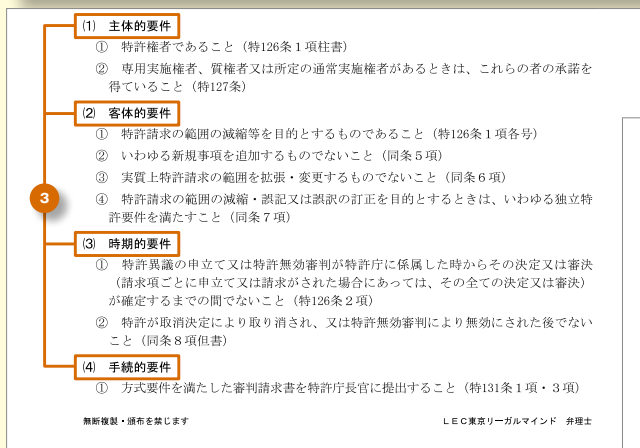 ⑴ 主体的要件
① 特許権者であること（特126条１項柱書）
② 専用実施権者、質権者又は所定の通常実施権者があるときは、これらの者の承諾を
得ていること（特127条）
⑵ 客体的要件
① 特許請求の範囲の減縮等を目的とするものであること（特126条１項各号）
② いわゆる新規事項を追加するものでないこと（同条５項）
③ 実質上特許請求の範囲を拡張・変更するものでないこと（同条６項）
3
④ 特許請求の範囲の減縮・誤記又は誤訳の訂正を目的とするときは、いわゆる独立特
許要件を満たすこと（同条７項）
⑶ 時期的要件
① 特許異議の申立て又は特許無効審判が特許庁に係属した時からその決定又は審決
（請求項ごとに申立て又は請求がされた場合にあっては、その全ての決定又は審決）
が確定するまでの間でないこと（特126条２項）
② 特許が取消決定により取り消され、又は特許無効審判により無効にされた後でない
こと（同条８項但書）
⑷ 手続的要件
① 方式要件を満たした審判請求書を特許庁長官に提出すること（特131条１項・３項）
無断複製・頒布を禁じます ＬＥＣ東京リーガルマインド 弁理士